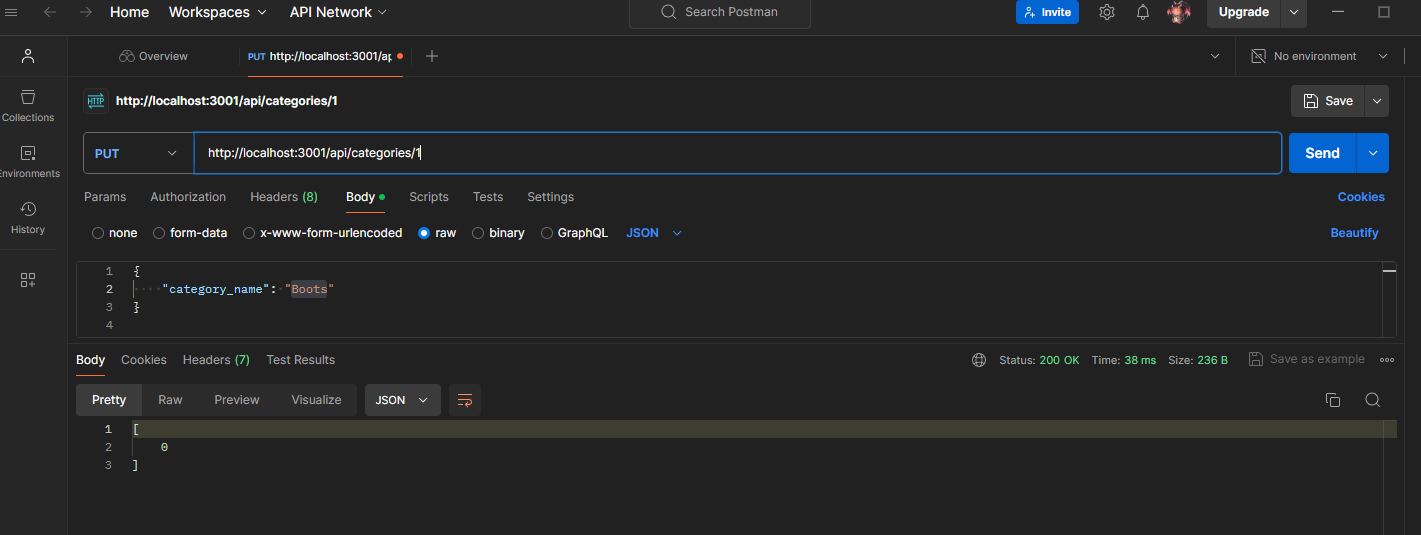 Home Workspaces API Network Search Postman Invite Upgrade
Overview PUT http://localhost:3001/ap No environment
HTTP http://localhost:3001/api/categories/1 Save
Collections
PUT http://localhost:3001/api/categories/1 Send
Environments
Params Authorization Headers (8) Body Scripts Tests Settings Cookies
History
none form-data x-www-form-urlencoded raw binary GraphQL JSON Beautify
1 {
2 "category_name": "Boots"
3 }
4
Body Cookies Headers (7) Test Results Status: 200 OK Time: 38 ms Size: 236 B Save as example
Pretty Raw Preview Visualize JSON
1 [
2 0
3 ]